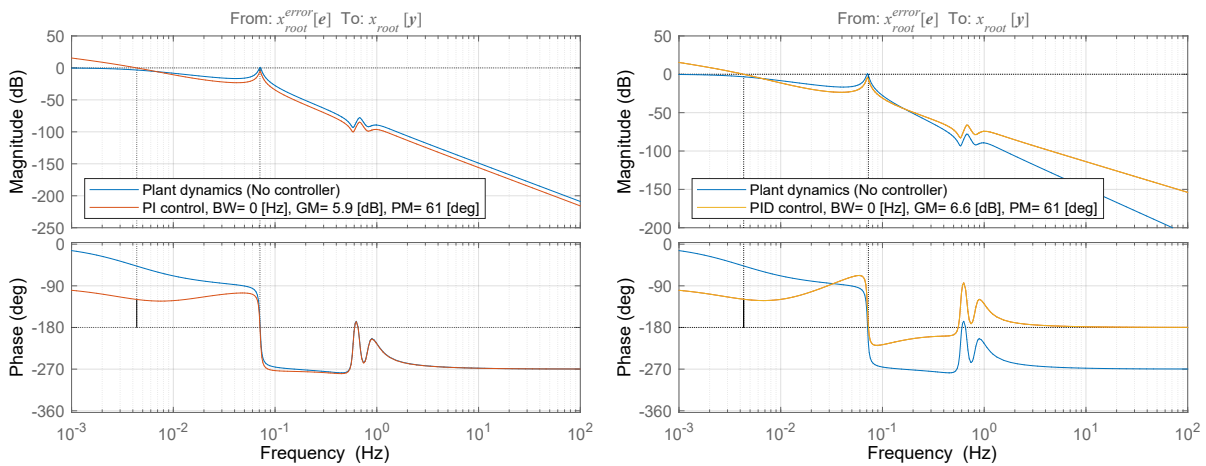 From: x_root^error[e] To: x_root [y]
50
0
-50
-100
-150
-200
-250
Magnitude (dB)
Plant dynamics (No controller)
PI control, BW= 0 [Hz], GM= 5.9 [dB], PM= 61 [deg]
0
-90
-180
-270
-360
Phase (deg)
10^-3
10^-2
10^-1
10^0
10^1
10^2
Frequency (Hz)
From: x_root^error[e] To: x_root [y]
50
0
-50
-100
-150
-200
Magnitude (dB)
Plant dynamics (No controller)
PID control, BW= 0 [Hz], GM= 6.6 [dB], PM= 61 [deg]
0
-90
-180
-270
-360
Phase (deg)
10^-3
10^-2
10^-1
10^0
10^1
10^2
Frequency (Hz)